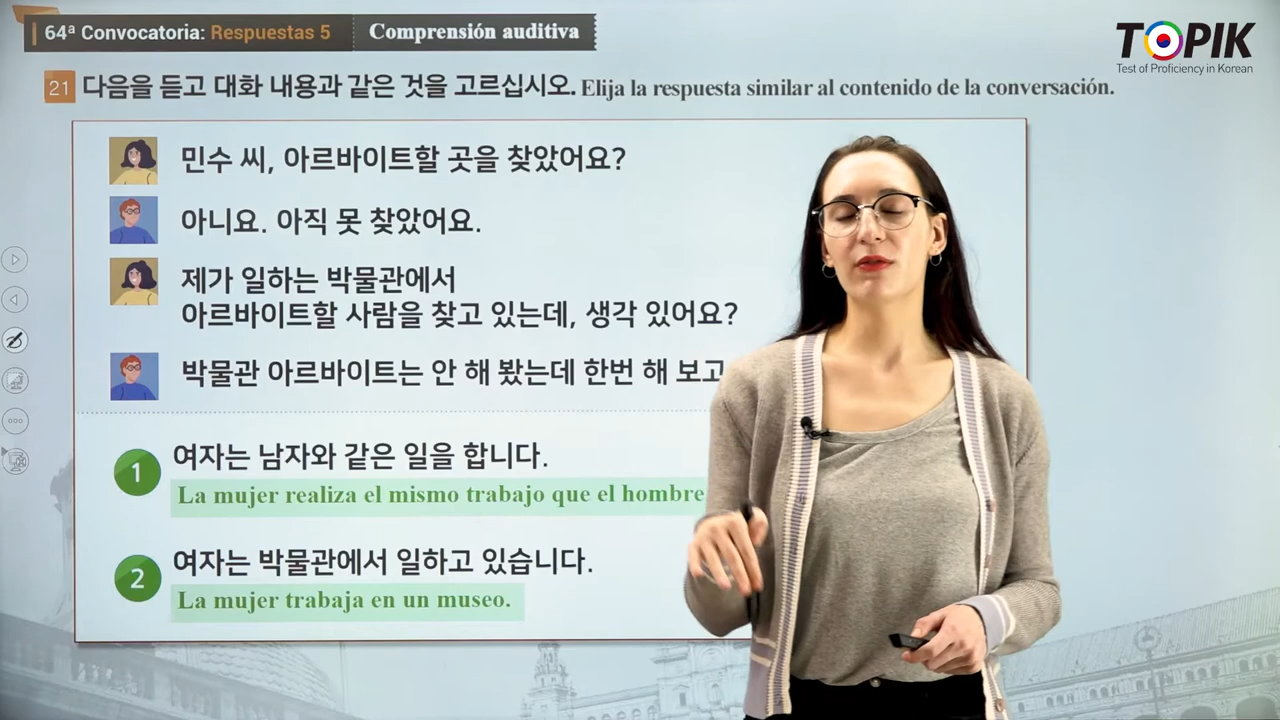 64ª Convocatoria: Respuestas 5 Comprensión auditiva
TOPIK
Test of Proficiency in Korean
21 다음을 듣고 대화 내용과 같은 것을 고르십시오. Elija la respuesta similar al contenido de la conversación.
민수 씨, 아르바이트할 곳을 찾았어요?
아니요. 아직 못 찾았어요.
제가 일하는 박물관에서
아르바이트할 사람을 찾고 있는데, 생각 있어요?
박물관 아르바이트는 안 해 봤는데 한번 해 보고
1 여자는 남자와 같은 일을 합니다.
La mujer realiza el mismo trabajo que el hombre
2 여자는 박물관에서 일하고 있습니다.
La mujer trabaja en un museo.